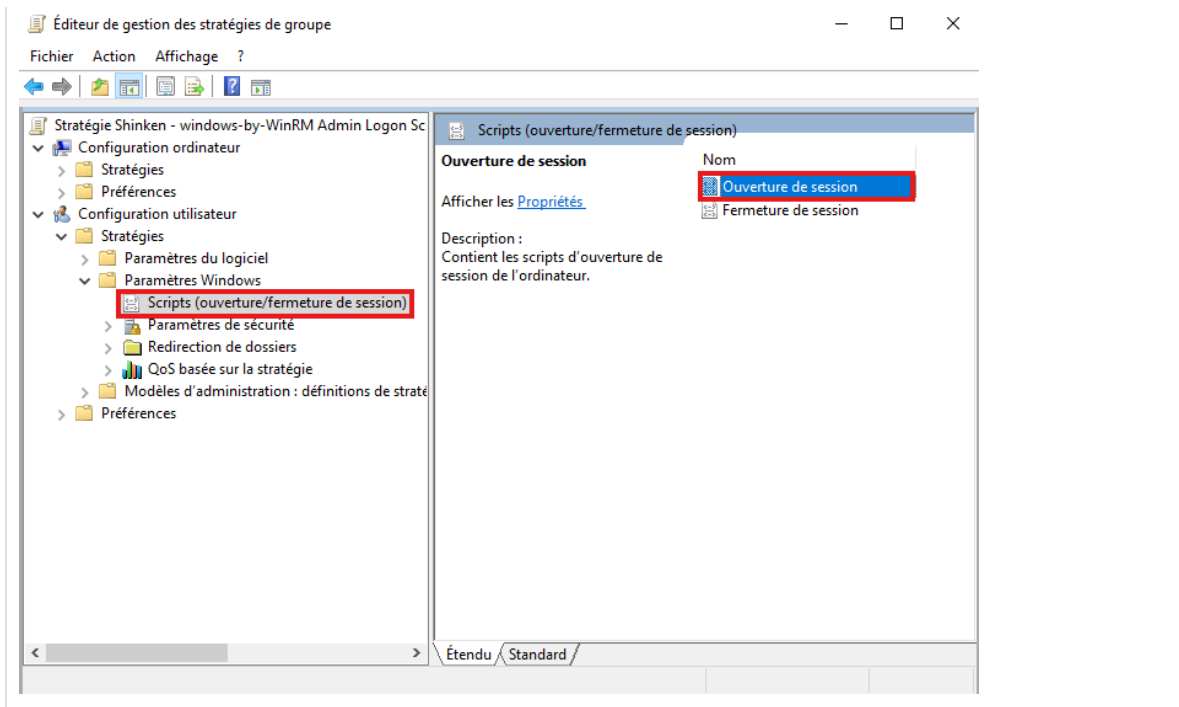 Éditeur de gestion des stratégies de groupe
Fichier Action Affichage ?
Stratégie Shinken - windows-by-WinRM Admin Logon Sc
Configuration ordinateur
Stratégies
Préférences
Configuration utilisateur
Stratégies
Paramètres du logiciel
Paramètres Windows
Scripts (ouverture/fermeture de session)
Paramètres de sécurité
Redirection de dossiers
QoS basée sur la stratégie
Modèles d'administration : définitions de straté
Préférences
Scripts (ouverture/fermeture de session)
Ouverture de session
Afficher les Propriétés
Description :
Contient les scripts d'ouverture de
session de l'ordinateur.
Nom
Ouverture de session
Fermeture de session
Étendu Standard